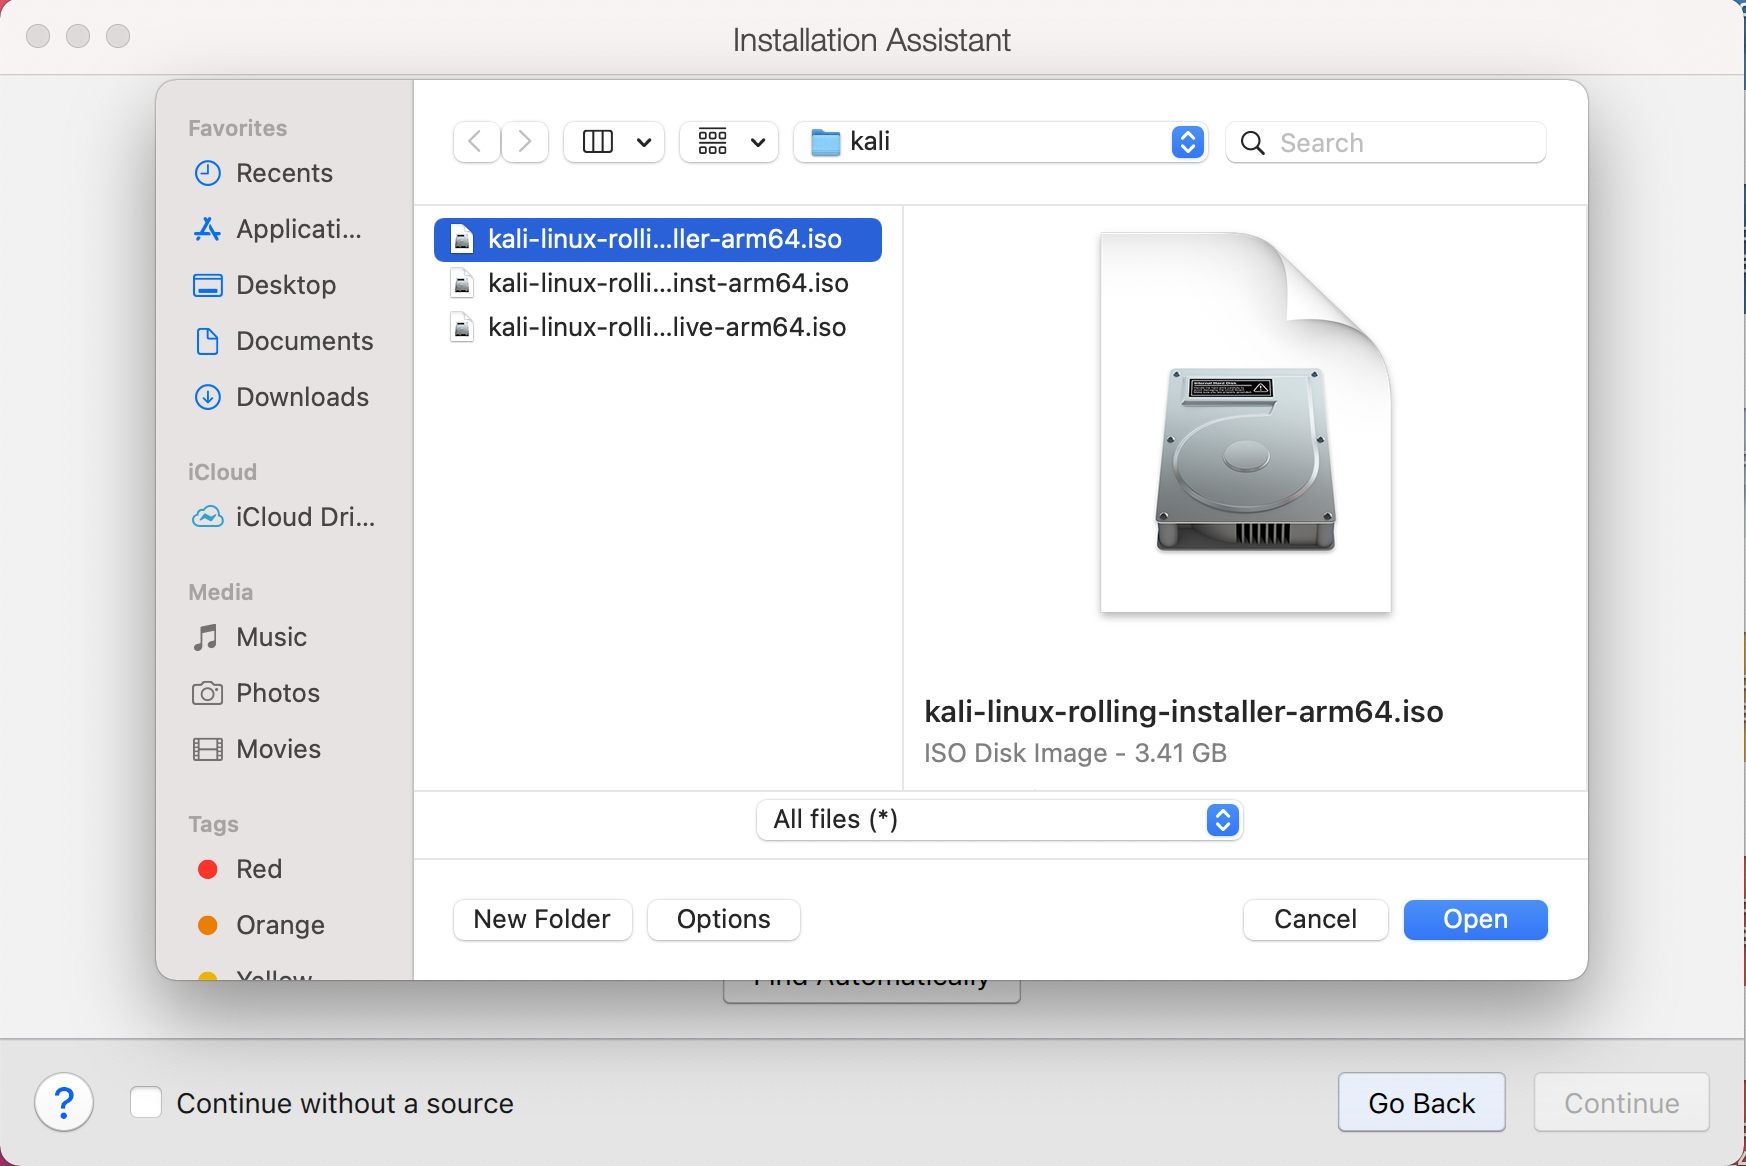 Installation Assistant
Favorites
Recents
Applicati...
Desktop
Documents
Downloads
iCloud
iCloud Dri...
Media
Music
Photos
Movies
Tags
Red
Orange
Yellow
kali
Search
kali-linux-rolli...ller-arm64.iso
kali-linux-rolli...inst-arm64.iso
kali-linux-rolli...live-arm64.iso
kali-linux-rolling-installer-arm64.iso
ISO Disk Image - 3.41 GB
All files (*)
New Folder
Options
Cancel
Open
Find Automatically
?
Continue without a source
Go Back
Continue